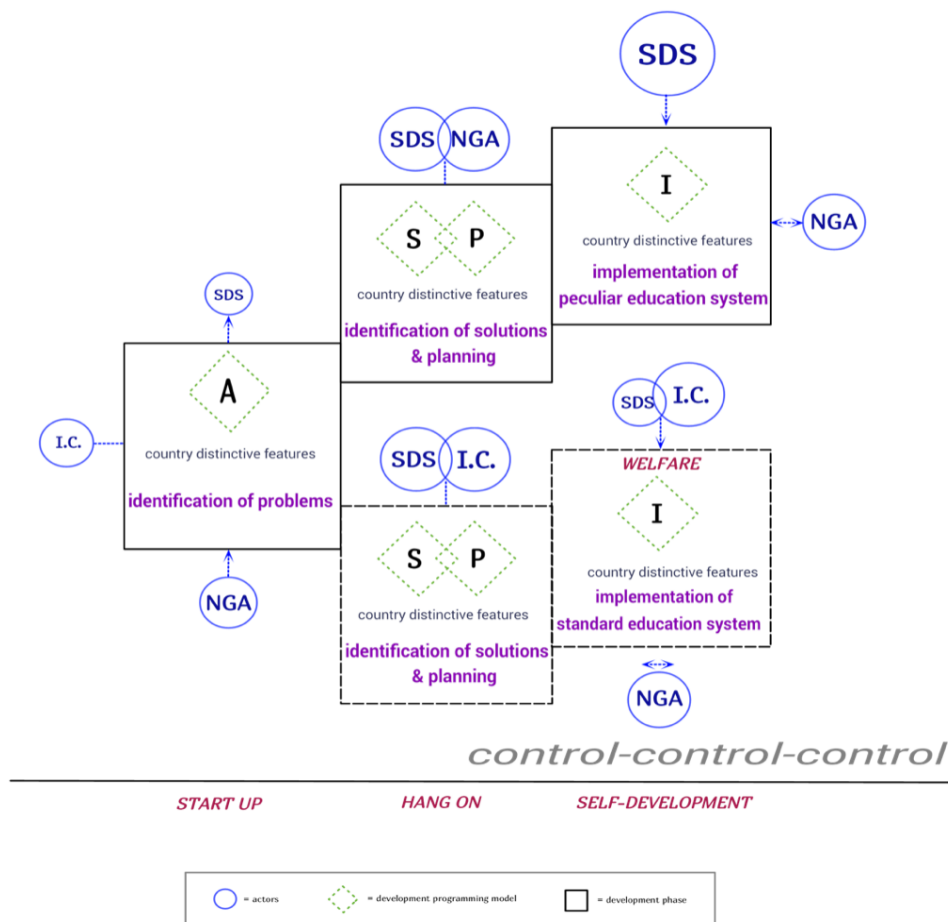 SDS
SDS NGA
I
country distinctive features
implementation of
peculiar education system
NGA
S P
country distinctive features
identification of solutions
& planning
SDS
A
country distinctive features
identification of problems
I.C.
NGA
SDS I.C.
S P
country distinctive features
identification of solutions
& planning
SDS I.C.
WELFARE
I
country distinctive features
implementation of
standard education system
NGA
control-control-control
START UP
HANG ON
SELF-DEVELOPMENT
= actors
= development programming model
= development phase